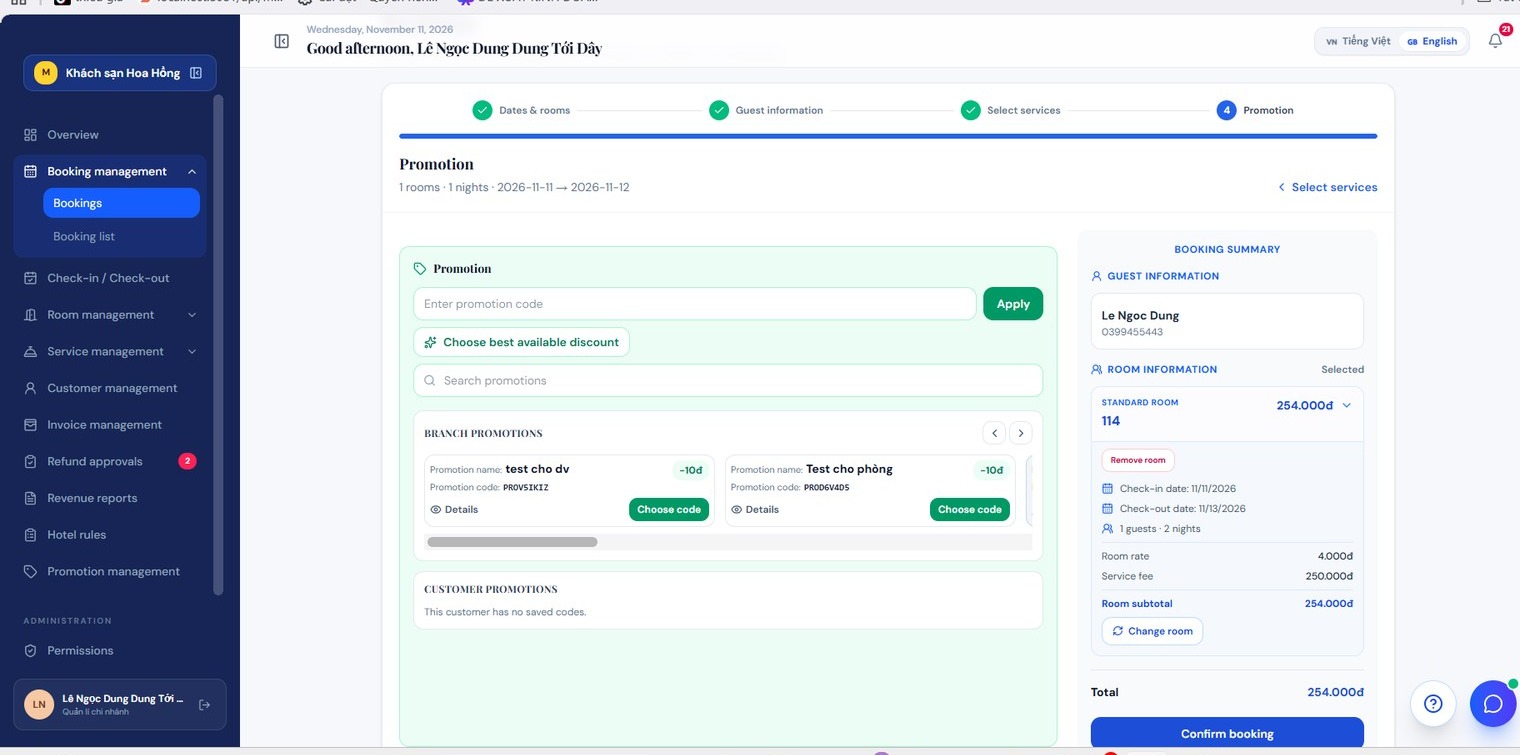 Wednesday, November 11, 2026
Good afternoon, Lê Ngọc Dung Dung Tới Đây
VN Tiếng Việt
GB English
21
M Khách sạn Hoa Hồng
Overview
Booking management
Bookings
Booking list
Check-in / Check-out
Room management
Service management
Customer management
Invoice management
Refund approvals 2
Revenue reports
Hotel rules
Promotion management
ADMINISTRATION
Permissions
LN
Lê Ngọc Dung Dung Tới ...
Quản lí chi nhánh
Dates & rooms
Guest information
Select services
4 Promotion
Promotion
1 rooms · 1 nights · 2026-11-11 → 2026-11-12
Select services
Promotion
Enter promotion code
Apply
Choose best available discount
Search promotions
BRANCH PROMOTIONS
Promotion name: test cho dv
-10đ
Promotion code: PROV5IKIZ
Details
Choose code
Promotion name: Test cho phòng
-10đ
Promotion code: PROD6V4D5
Details
Choose code
CUSTOMER PROMOTIONS
This customer has no saved codes.
BOOKING SUMMARY
GUEST INFORMATION
Le Ngoc Dung
0399455443
ROOM INFORMATION
Selected
STANDARD ROOM
254.000đ
114
Remove room
Check-in date: 11/11/2026
Check-out date: 11/13/2026
1 guests · 2 nights
Room rate 4.000đ
Service fee 250.000đ
Room subtotal 254.000đ
Change room
Total 254.000đ
Confirm booking